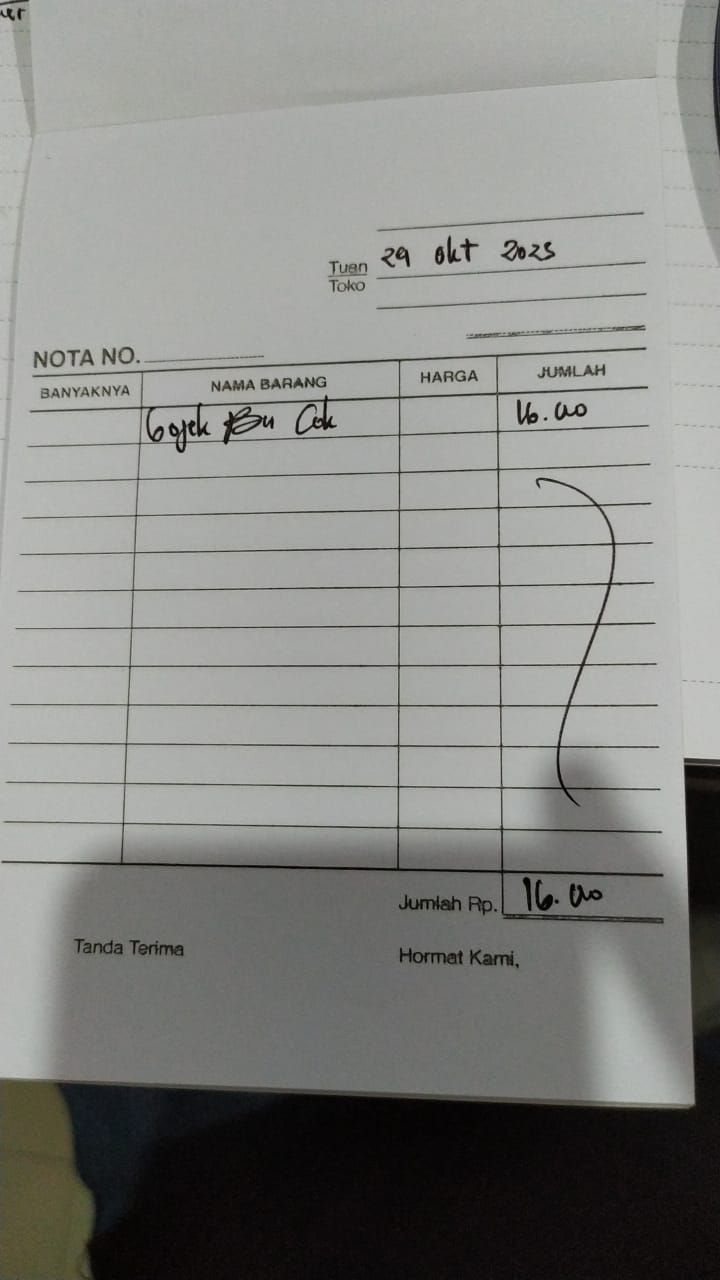 29 Okt 2025
Tuan
Toko
NOTA NO.
BANYAKNYA NAMA BARANG HARGA JUMLAH
Gojek Bu Cok 16.000
Jumlah Rp. 16.000
Tanda Terima Hormat Kami,